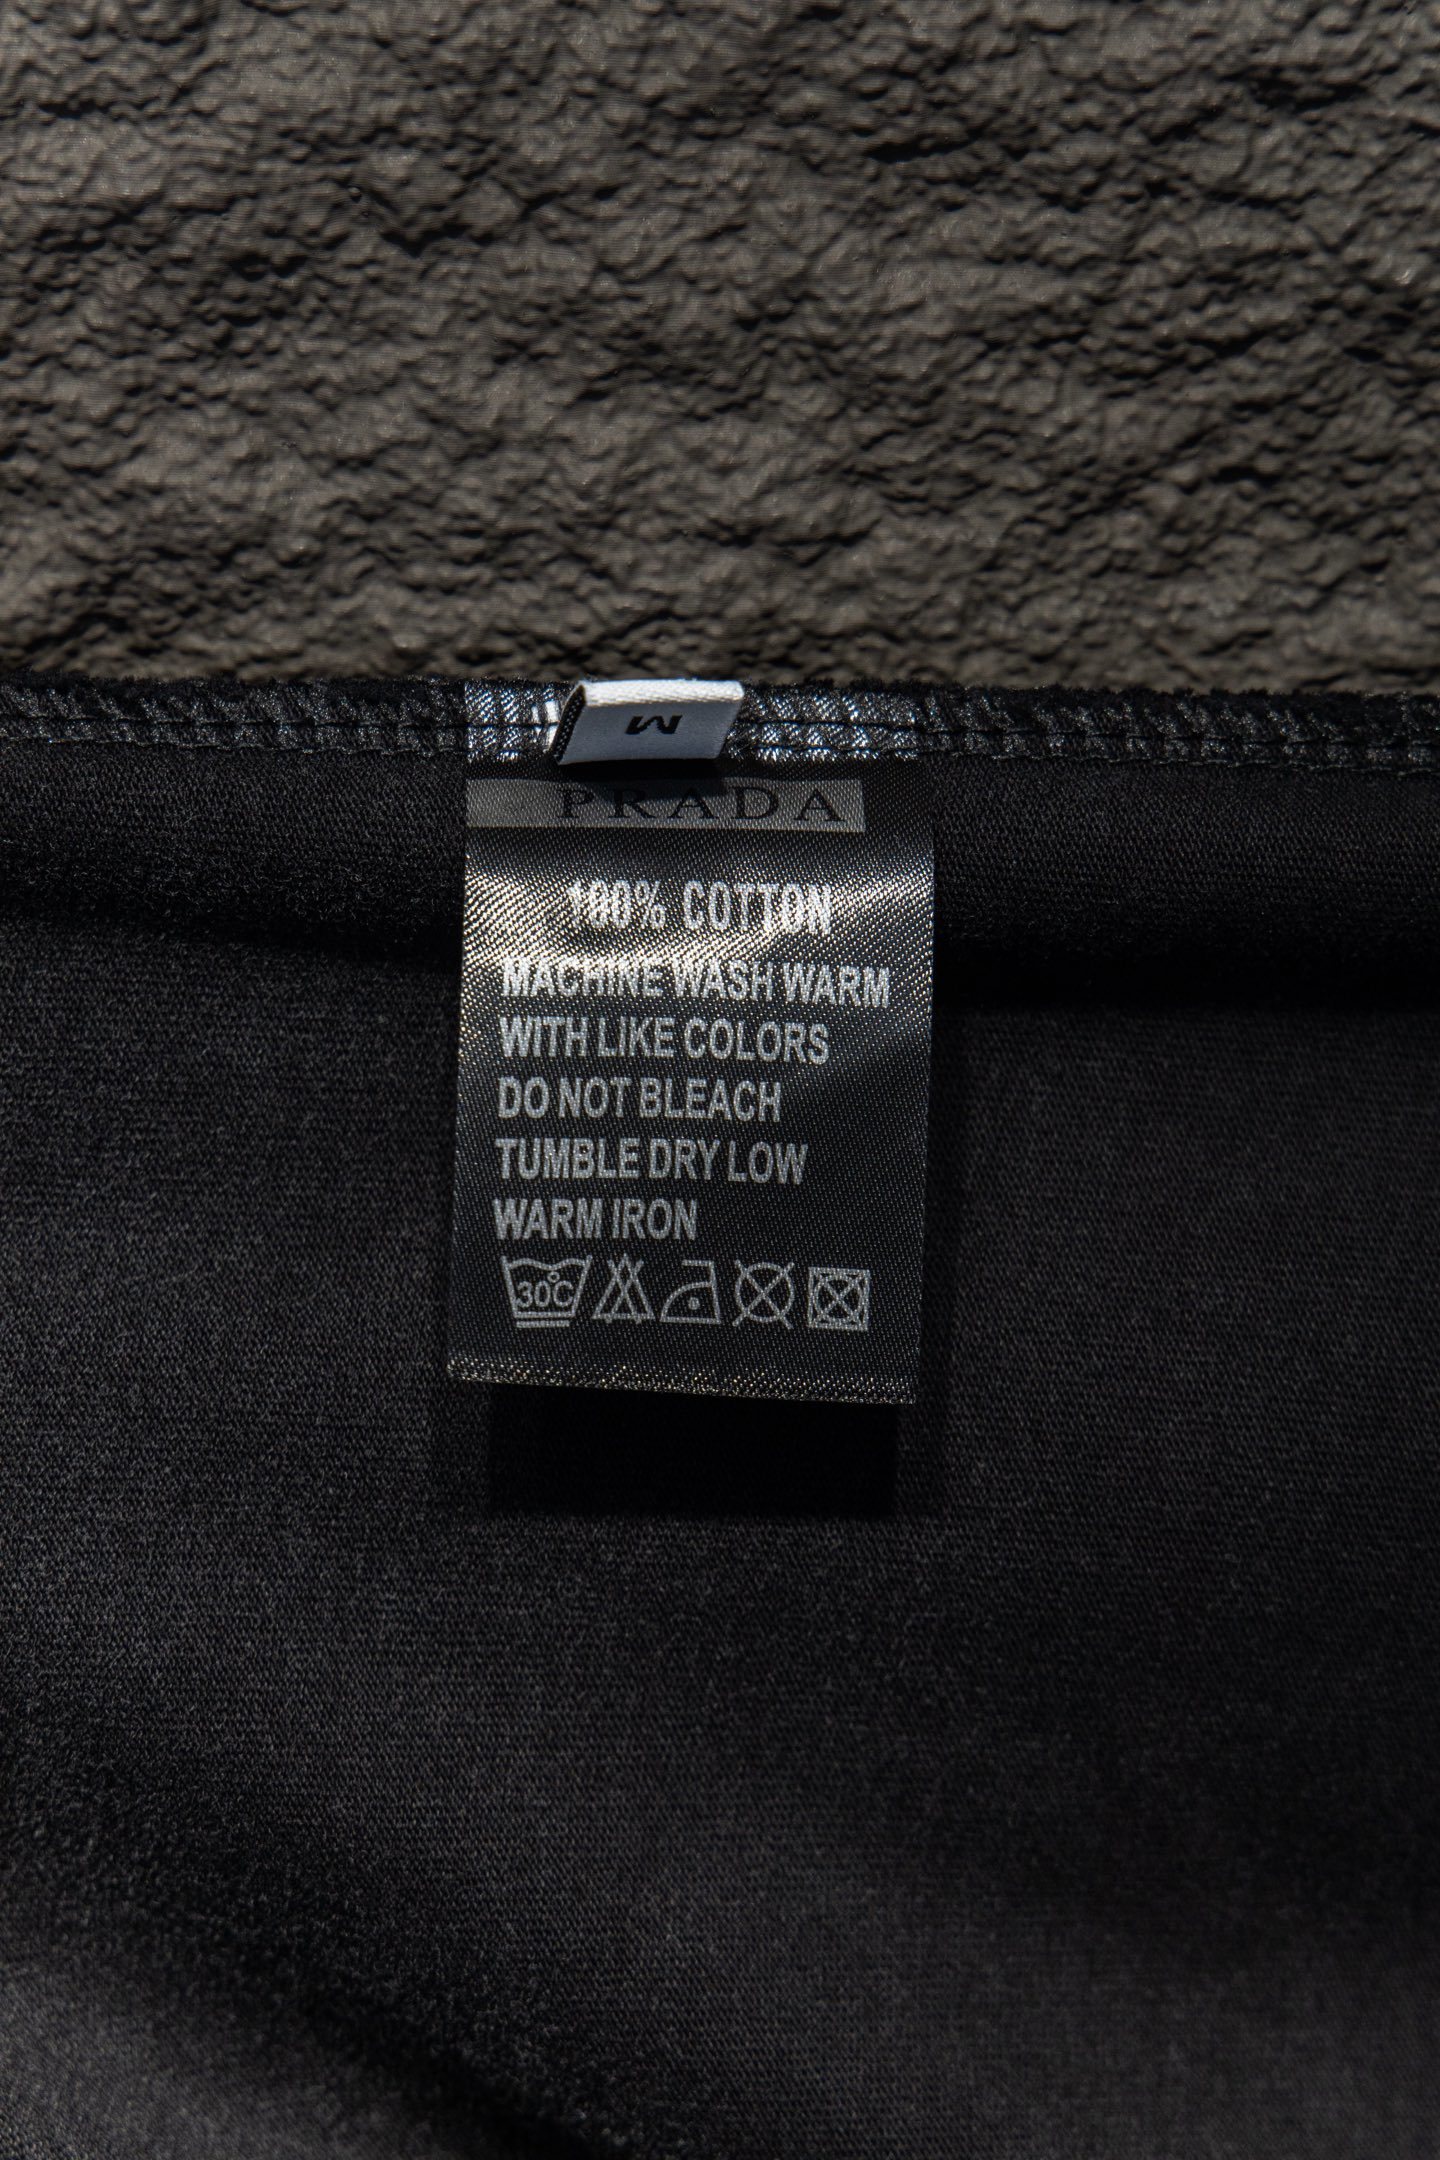 M
PRADA
100% COTTON
MACHINE WASH WARM
WITH LIKE COLORS
DO NOT BLEACH
TUMBLE DRY LOW
WARM IRON
30°C